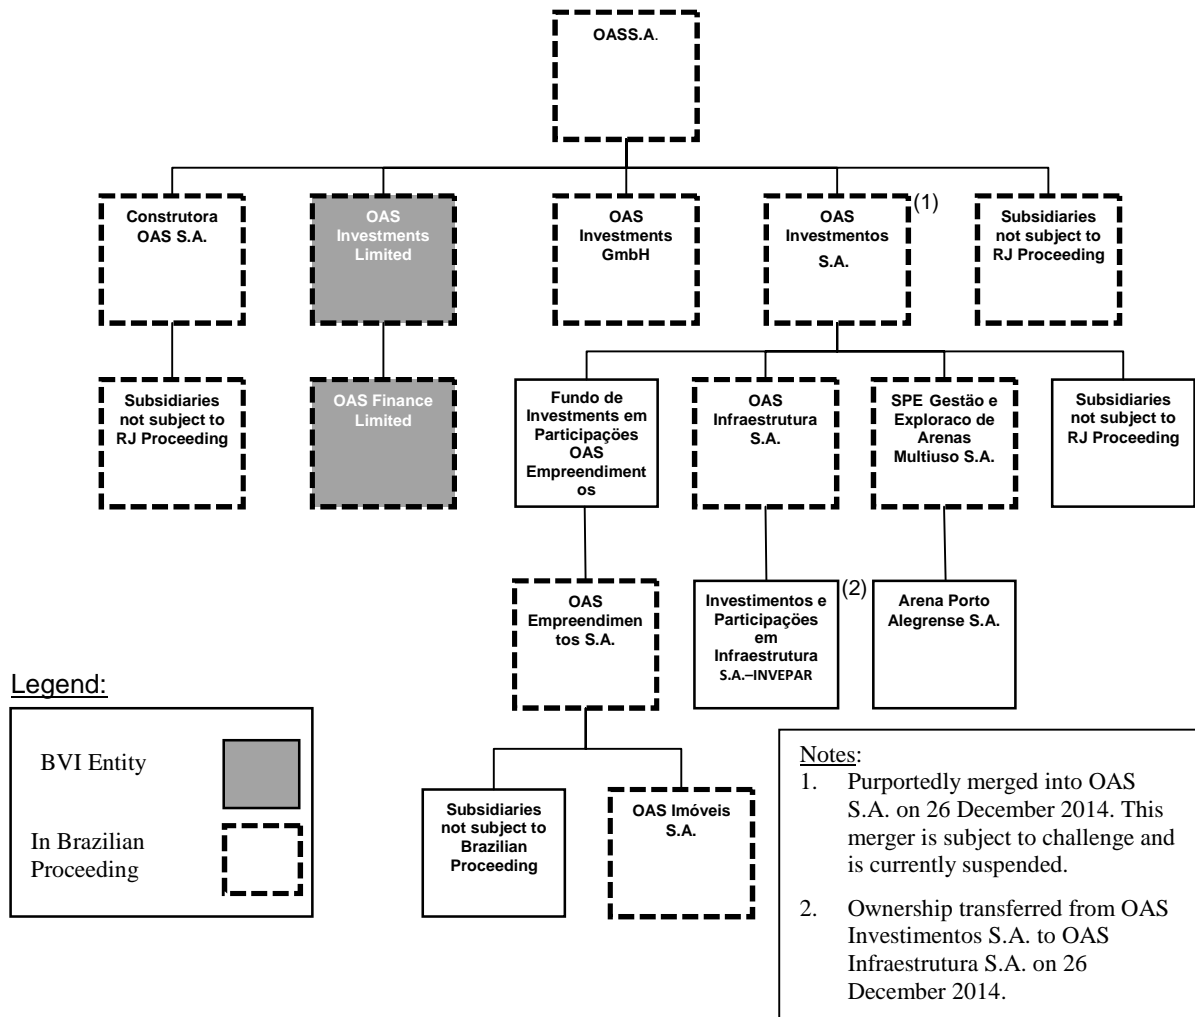 OASS.A.
(1)
Construtora
OAS S.A.
OAS
Investments
Limited
OAS
Investments
GmbH
OAS
Investmentos
S.A.
Subsidiaries
not subject to
RJ Proceeding
Subsidiaries
not subject to
RJ Proceeding
OAS Finance
Limited
Fundo de
Investments em
Participações
OAS
Empreendiment
os
OAS
Infraestrutura
S.A.
SPE Gestão e
Exploraco de
Arenas
Multiuso S.A.
Subsidiaries
not subject to
RJ Proceeding
OAS
Empreendimen
tos S.A.
Investimentos e
Participações
em
Infraestrutura
S.A.–INVEPAR
(2)
Arena Porto
Alegrense S.A.
Subsidiaries
not subject to
Brazilian
Proceeding
OAS Imóveis
S.A.
Legend:
BVI Entity
In Brazilian
Proceeding
Notes:
1. Purportedly merged into OAS
S.A. on 26 December 2014. This
merger is subject to challenge and
is currently suspended.
2. Ownership transferred from OAS
Investimentos S.A. to OAS
Infraestrutura S.A. on 26
December 2014.